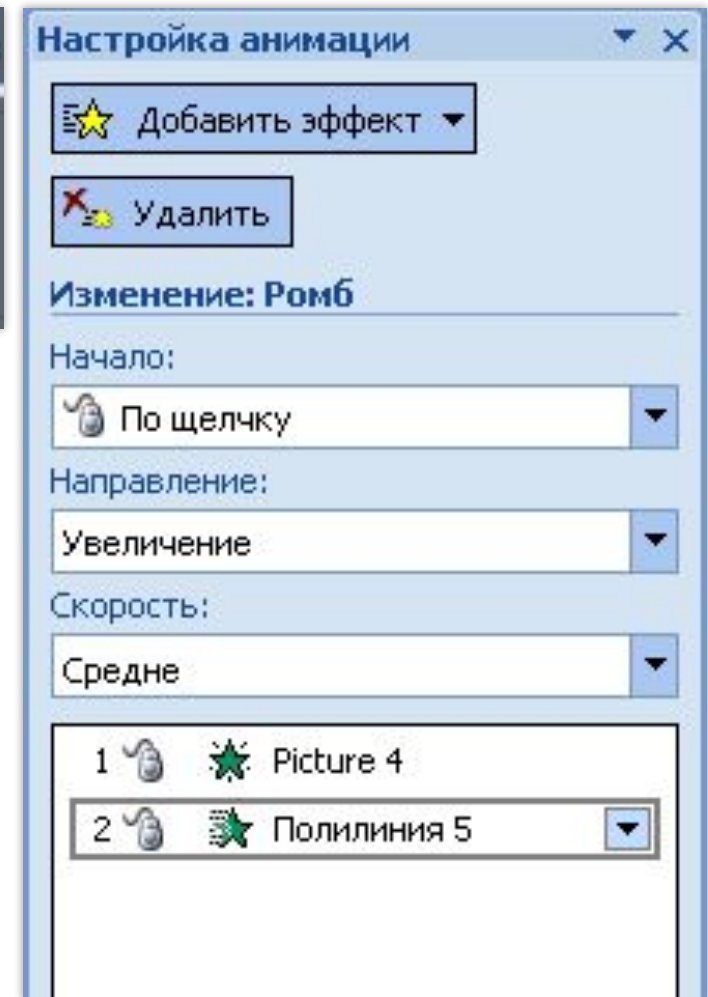 Настройка анимации
Добавить эффект
Удалить
Изменение: Ромб
Начало:
По щелчку
Направление:
Увеличение
Скорость:
Средне
1 Picture 4
2 Полилиния 5